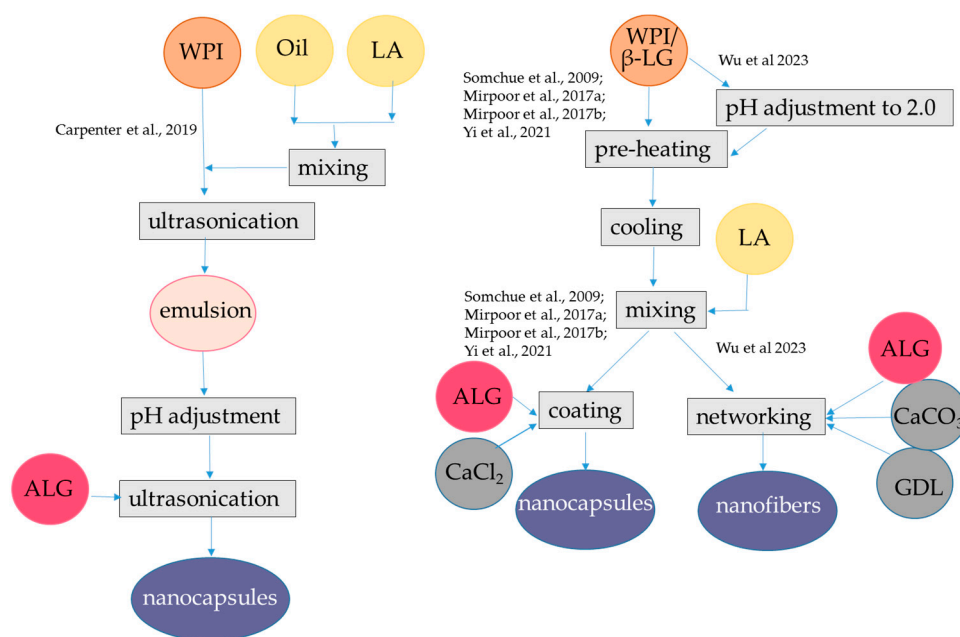 WPI
Oil
LA
Carpenter et al., 2019
mixing
ultrasonication
emulsion
pH adjustment
ALG
ultrasonication
nanocapsules
WPI/
β-LG
Wu et al 2023
Somchue et al., 2009;
Mirpoor et al., 2017a;
Mirpoor et al., 2017b;
Yi et al., 2021
pH adjustment to 2.0
pre-heating
cooling
LA
mixing
Somchue et al., 2009;
Mirpoor et al., 2017a;
Mirpoor et al., 2017b;
Yi et al., 2021
Wu et al 2023
ALG
ALG
coating
networking
CaCO₃
CaCl₂
GDL
nanocapsules
nanofibers